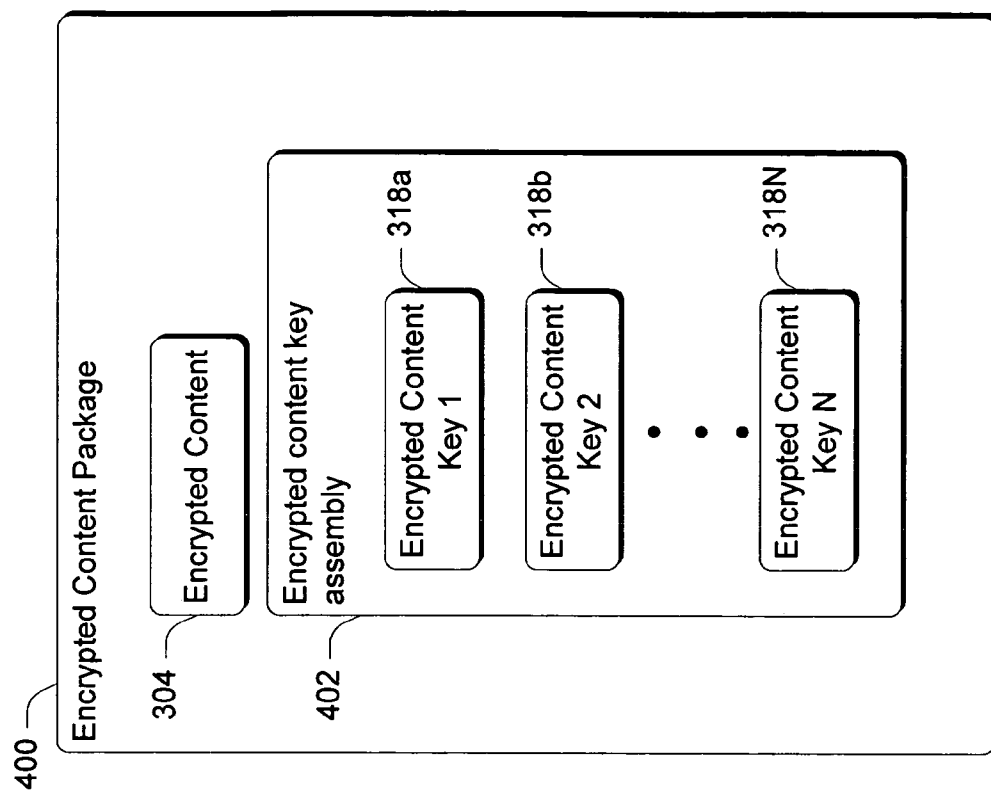 400
Encrypted Content Package
304
Encrypted Content
402
Encrypted content key
assembly
Encrypted Content
Key 1
318a
Encrypted Content
Key 2
318b
Encrypted Content
Key N
318N